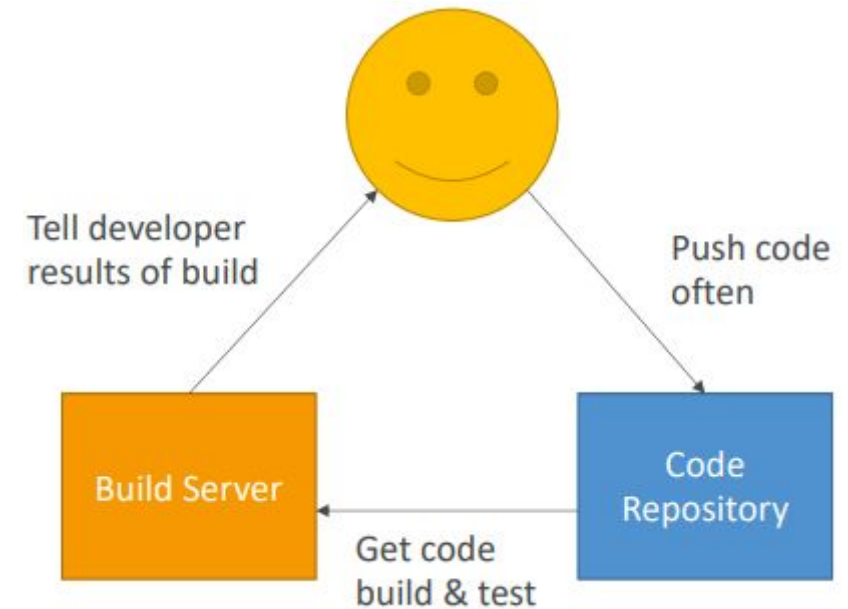 Tell developer
results of build
Push code
often
Build Server
Code
Repository
Get code
build & test